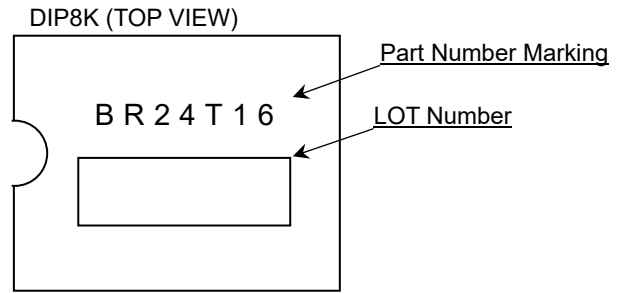 DIP8K (TOP VIEW)
Part Number Marking
BR24T16
LOT Number